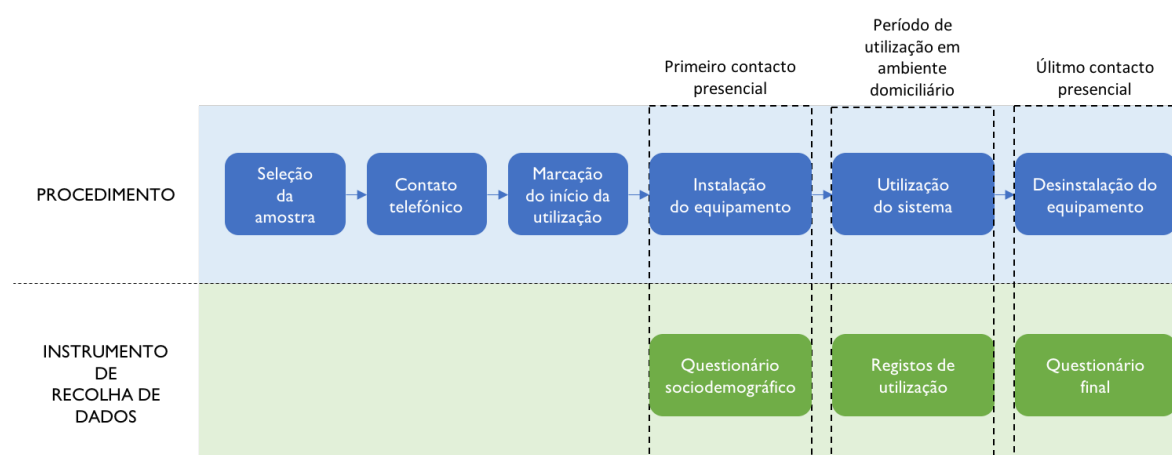 Primeiro contacto
presencial
Período de
utilização em
ambiente
domiciliário
Úlitmo contacto
presencial
PROCEDIMENTO
Seleção
da
amostra
Contato
telefónico
Marcação
do início da
utilização
Instalação
do equipamento
Utilização
do sistema
Desinstalação do
equipamento
INSTRUMENTO
DE
RECOLHA DE
DADOS
Questionário
sociodemográfico
Registos de
utilização
Questionário
final